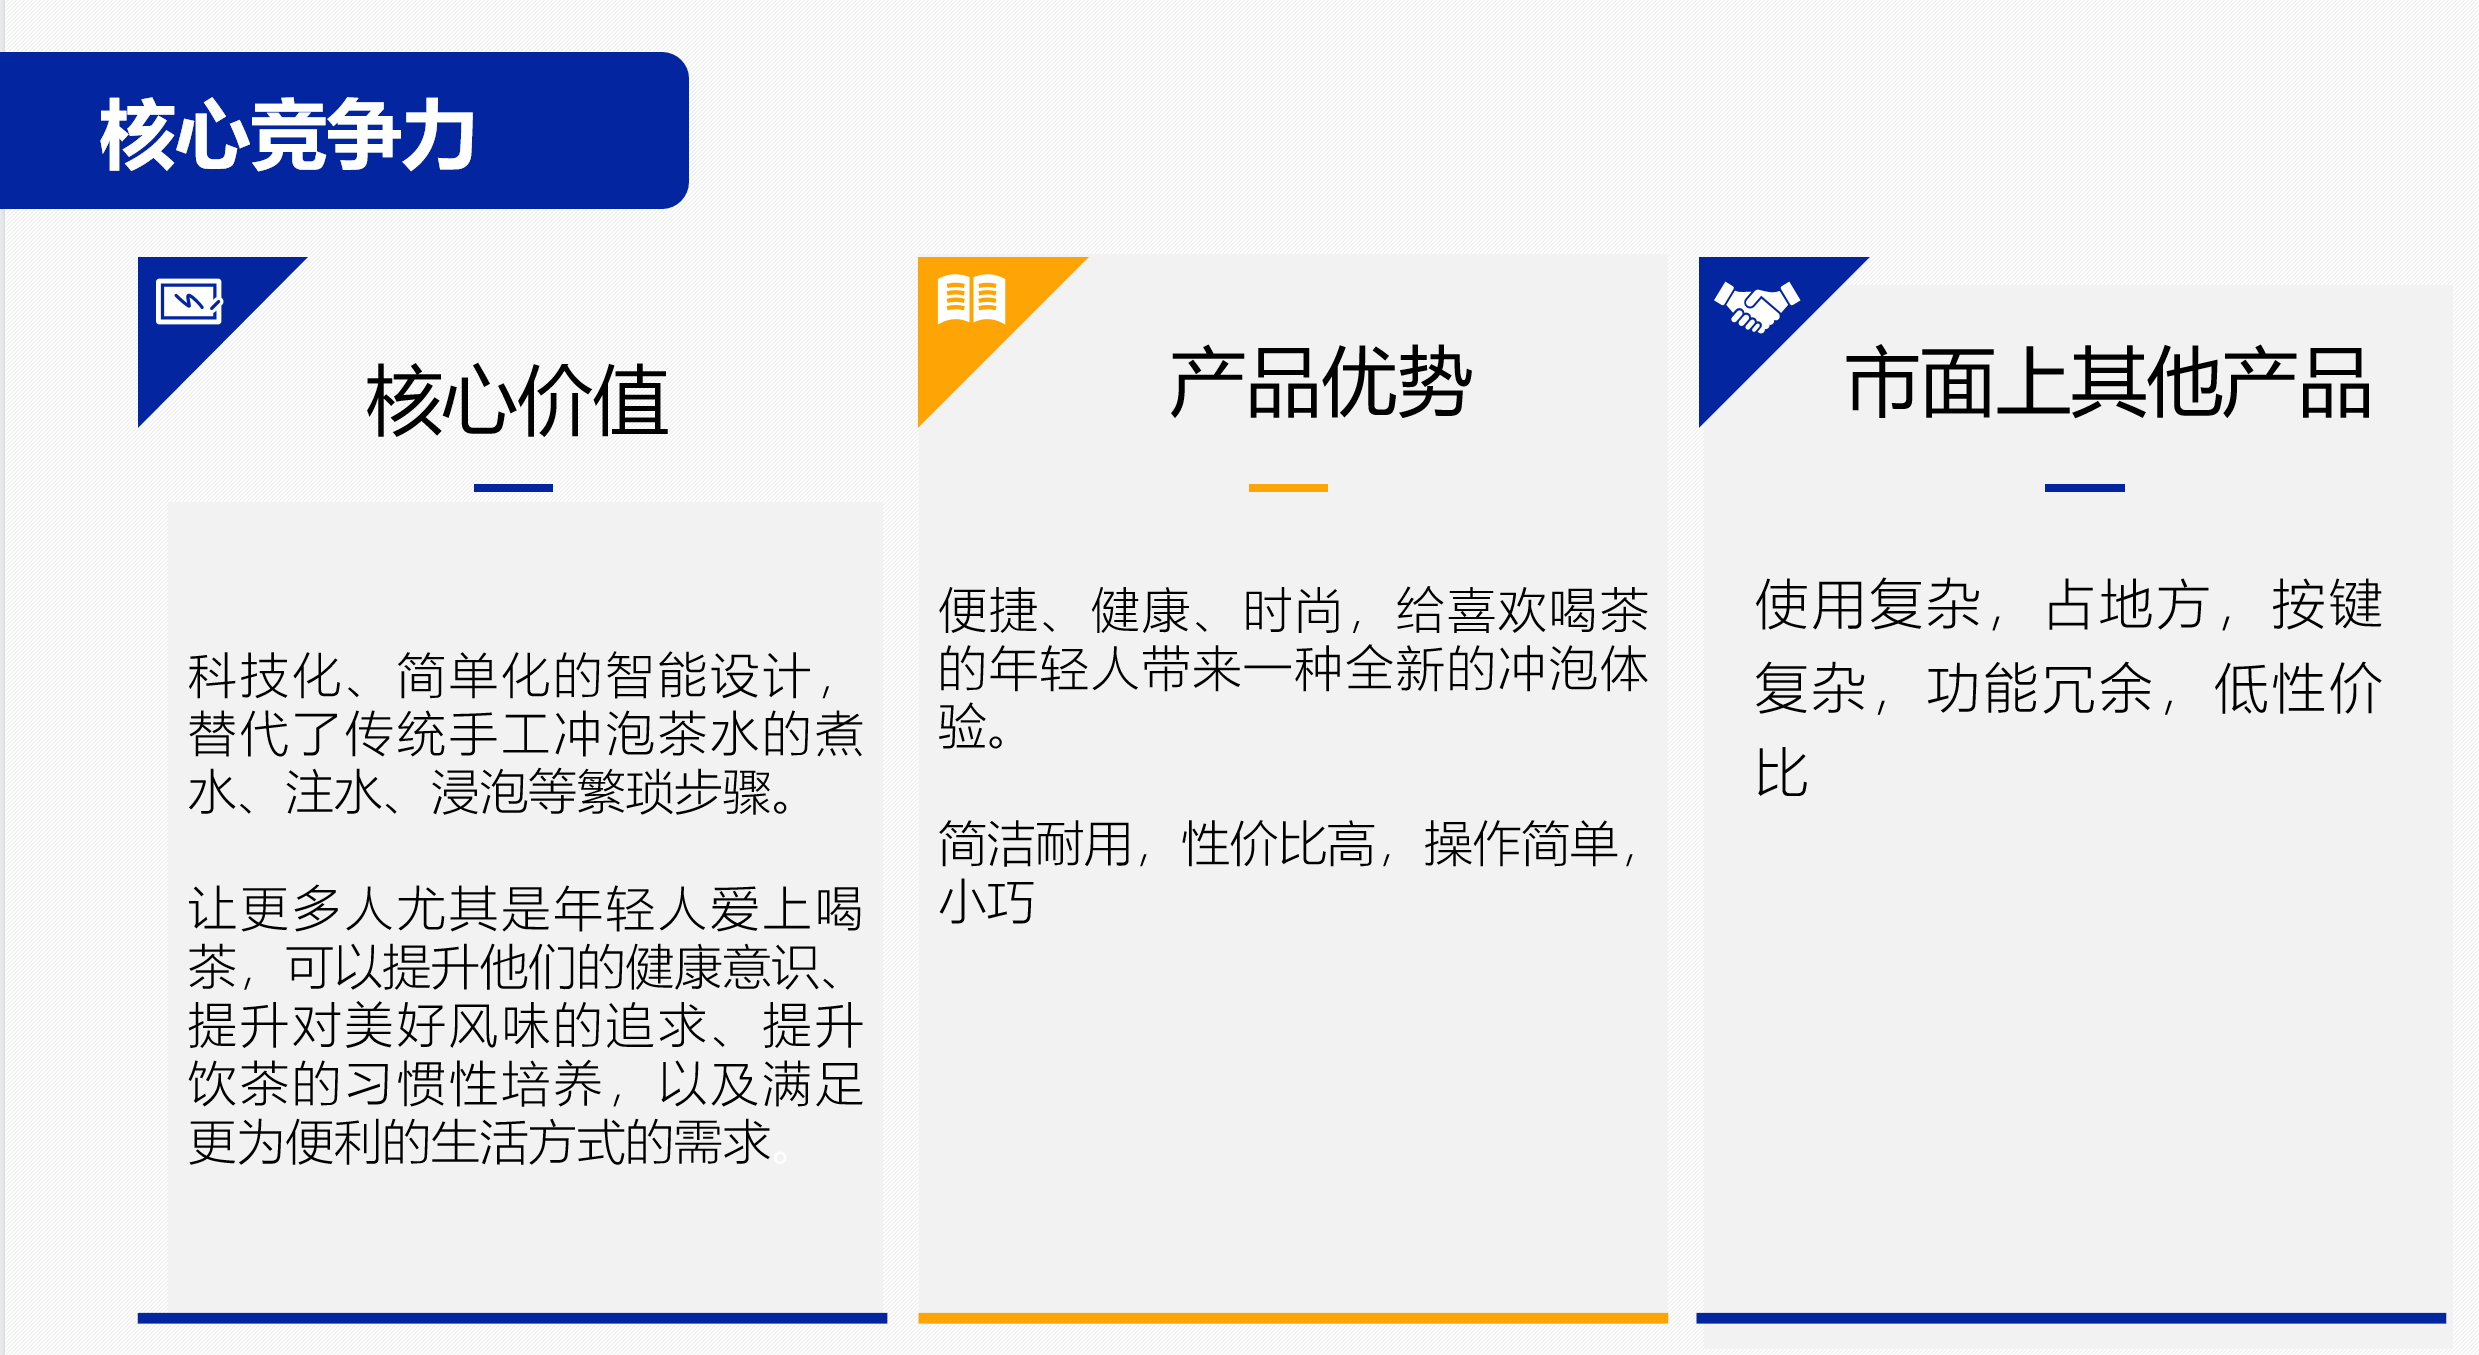 核心竞争力
核心价值
科技化、简单化的智能设计，
替代了传统手工冲泡茶水的煮
水、注水、浸泡等繁琐步骤。
让更多人尤其是年轻人爱上喝
茶，可以提升他们的健康意识、
提升对美好风味的追求、提升
饮茶的习惯性培养，以及满足
更为便利的生活方式的需求。
产品优势
便捷、健康、时尚，给喜欢喝茶
的年轻人带来一种全新的冲泡体
验。
简洁耐用，性价比高，操作简单，
小巧
市面上其他产品
使用复杂，占地方，按键
复杂，功能冗余，低性价
比